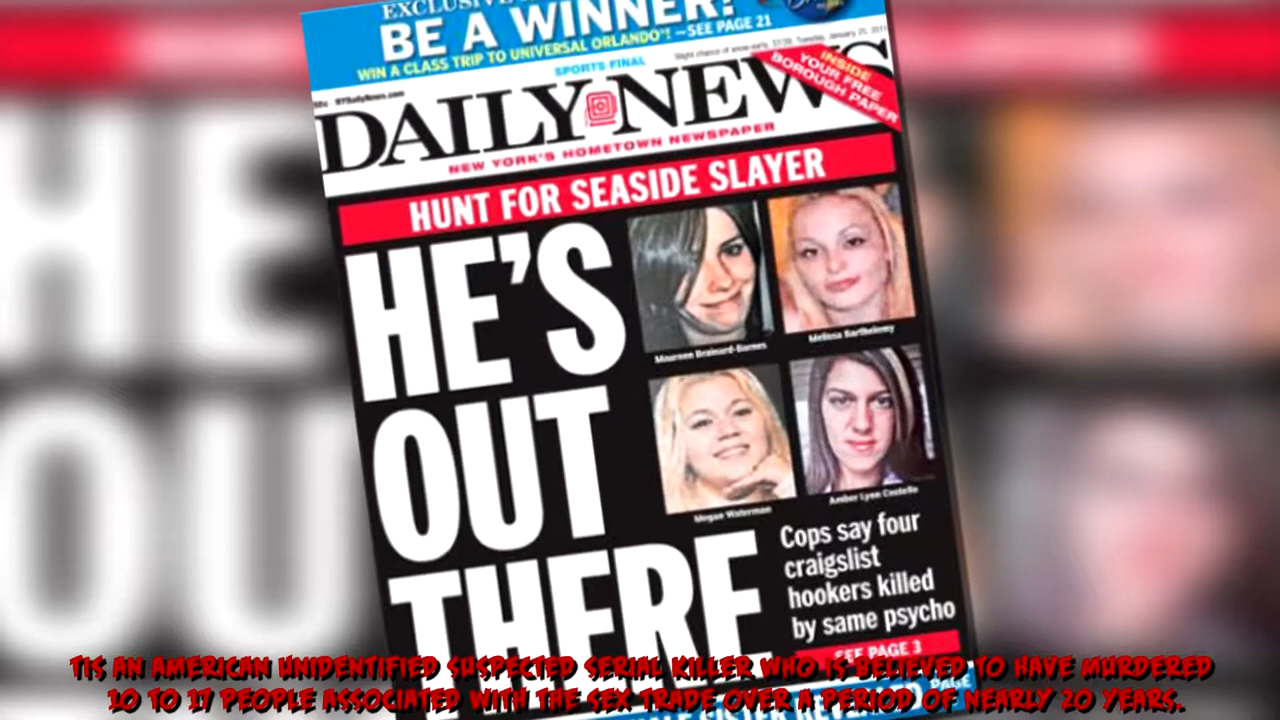 EXCLUSIVE
BE A WINNER!
WIN A CLASS TRIP TO UNIVERSAL ORLANDO®! —SEE PAGE 21
SPORTS FINAL
NYDailyNews.com
DAILY NEWS
NEW YORK'S HOMETOWN NEWSPAPER
INSIDE
YOUR FREE
BOROUGH PAPER
HUNT FOR SEASIDE SLAYER
HE'S
OUT
THERE
Maureen Brainard-Barnes
Melissa Barthelemy
Megan Waterman
Amber Lynn Costello
Cops say four
craigslist
hookers killed
by same psycho
SEE PAGE 3
TIS AN AMERICAN UNIDENTIFIED SUSPECTED SERIAL KILLER WHO IS BELIEVED TO HAVE MURDERED
10 TO 17 PEOPLE ASSOCIATED WITH THE SEX TRADE OVER A PERIOD OF NEARLY 20 YEARS.